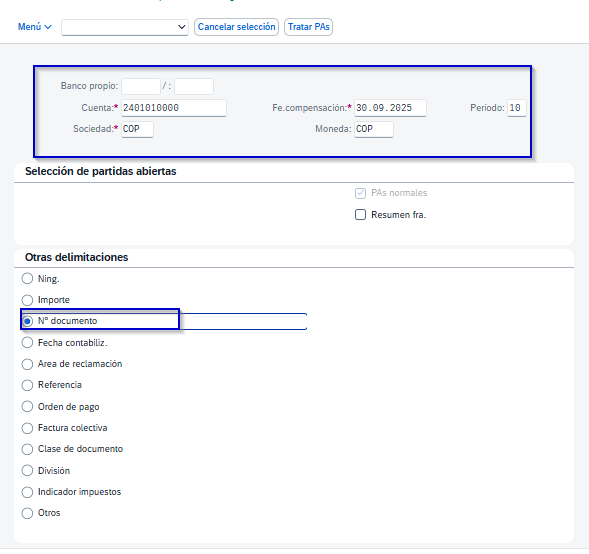 Menú Cancelar selección Tratar PAs
Banco propio: / :
Cuenta:* 2401010000 Fe.compensación:* 30.09.2025 Periodo: 10
Sociedad:* COP Moneda: COP
Selección de partidas abiertas
PAs normales
Resumen fra.
Otras delimitaciones
Ning.
Importe
Nº documento
Fecha contabiliz.
Area de reclamación
Referencia
Orden de pago
Factura colectiva
Clase de documento
División
Indicador impuestos
Otros